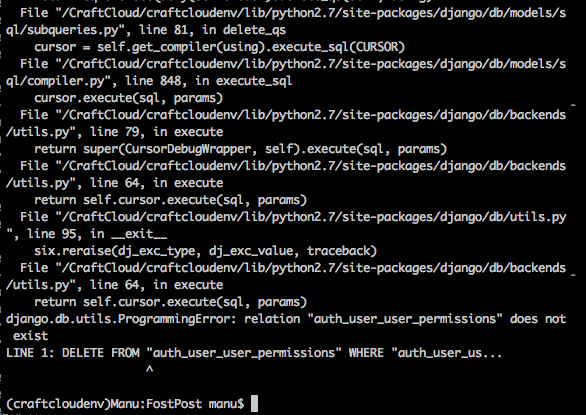 File "/CraftCloud/craftcloudenv/lib/python2.7/site-packages/django/db/models/s
ql/subqueries.py", line 81, in delete_qs
cursor = self.get_compiler(using).execute_sql(CURSOR)
File "/CraftCloud/craftcloudenv/lib/python2.7/site-packages/django/db/models/s
ql/compiler.py", line 848, in execute_sql
cursor.execute(sql, params)
File "/CraftCloud/craftcloudenv/lib/python2.7/site-packages/django/db/backends
/utils.py", line 79, in execute
return super(CursorDebugWrapper, self).execute(sql, params)
File "/CraftCloud/craftcloudenv/lib/python2.7/site-packages/django/db/backends
/utils.py", line 64, in execute
return self.cursor.execute(sql, params)
File "/CraftCloud/craftcloudenv/lib/python2.7/site-packages/django/db/utils.py
", line 95, in __exit__
six.reraise(dj_exc_type, dj_exc_value, traceback)
File "/CraftCloud/craftcloudenv/lib/python2.7/site-packages/django/db/backends
/utils.py", line 64, in execute
return self.cursor.execute(sql, params)
django.db.utils.ProgrammingError: relation "auth_user_user_permissions" does not
exist
LINE 1: DELETE FROM "auth_user_user_permissions" WHERE "auth_user_us...
^
(craftcloudenv)Manu:FostPost manu$